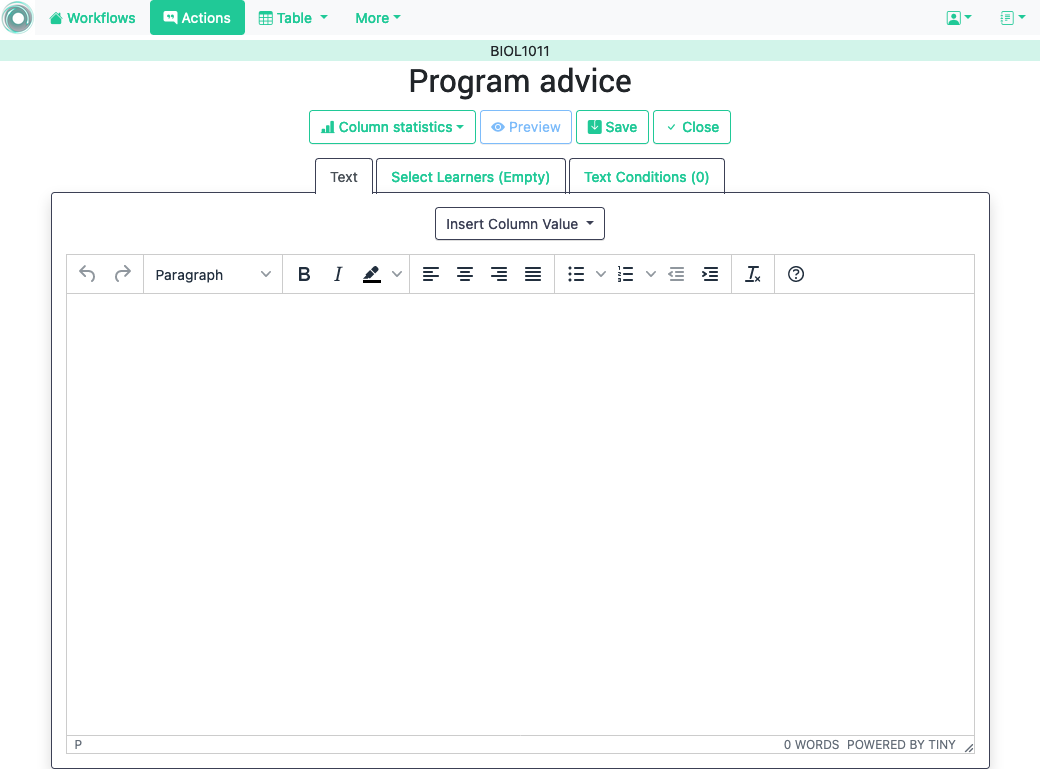 Workflows Actions Table More
BIOL1011
Program advice
Column statistics Preview Save Close
Text Select Learners (Empty) Text Conditions (0)
Insert Column Value
Paragraph B I
P 0 WORDS POWERED BY TINY